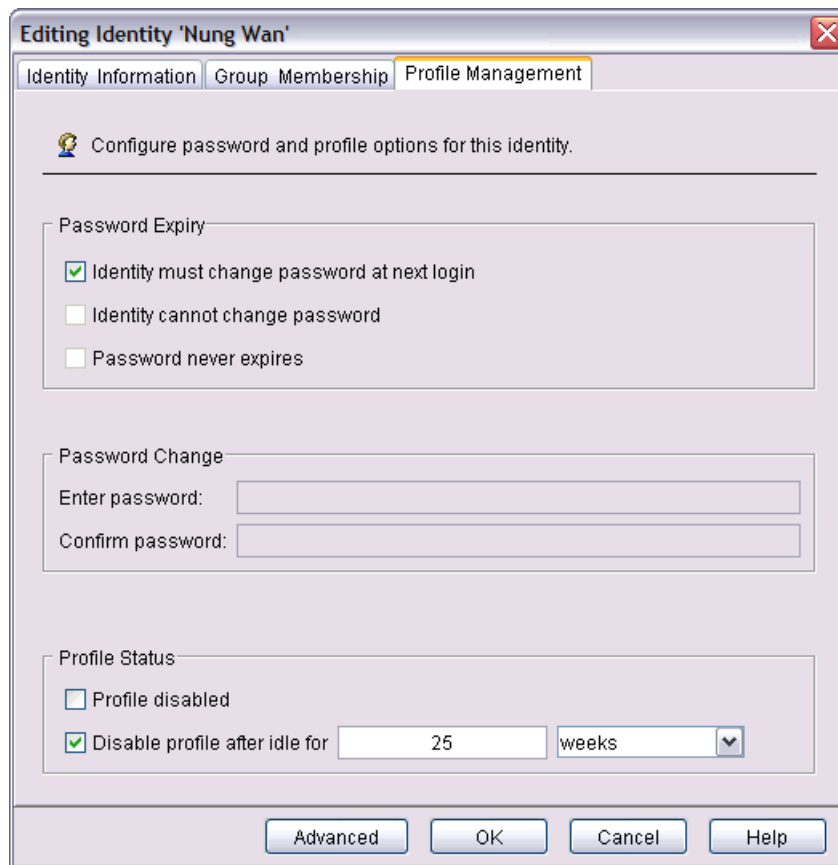 Editing Identity 'Nung Wan'
Identity Information Group Membership Profile Management
Configure password and profile options for this identity.
Password Expiry
Identity must change password at next login
Identity cannot change password
Password never expires
Password Change
Enter password:
Confirm password:
Profile Status
Profile disabled
Disable profile after idle for 25 weeks
Advanced OK Cancel Help